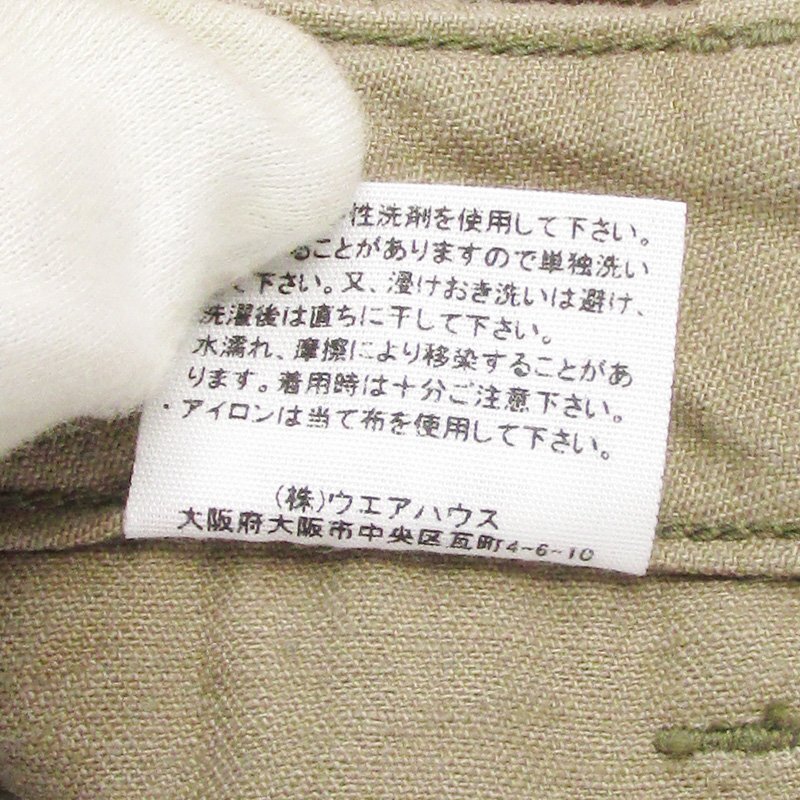 性洗剤を使用して下さい。
ることがありますので単独洗い
て下さい。又、浸けおき洗いは避け、
洗濯後は直ちに干して下さい。
水濡れ、摩擦により移染することがあ
ります。着用時は十分ご注意下さい。
・アイロンは当て布を使用して下さい。
(株)ウエアハウス
大阪府大阪市中央区瓦町4-6-10